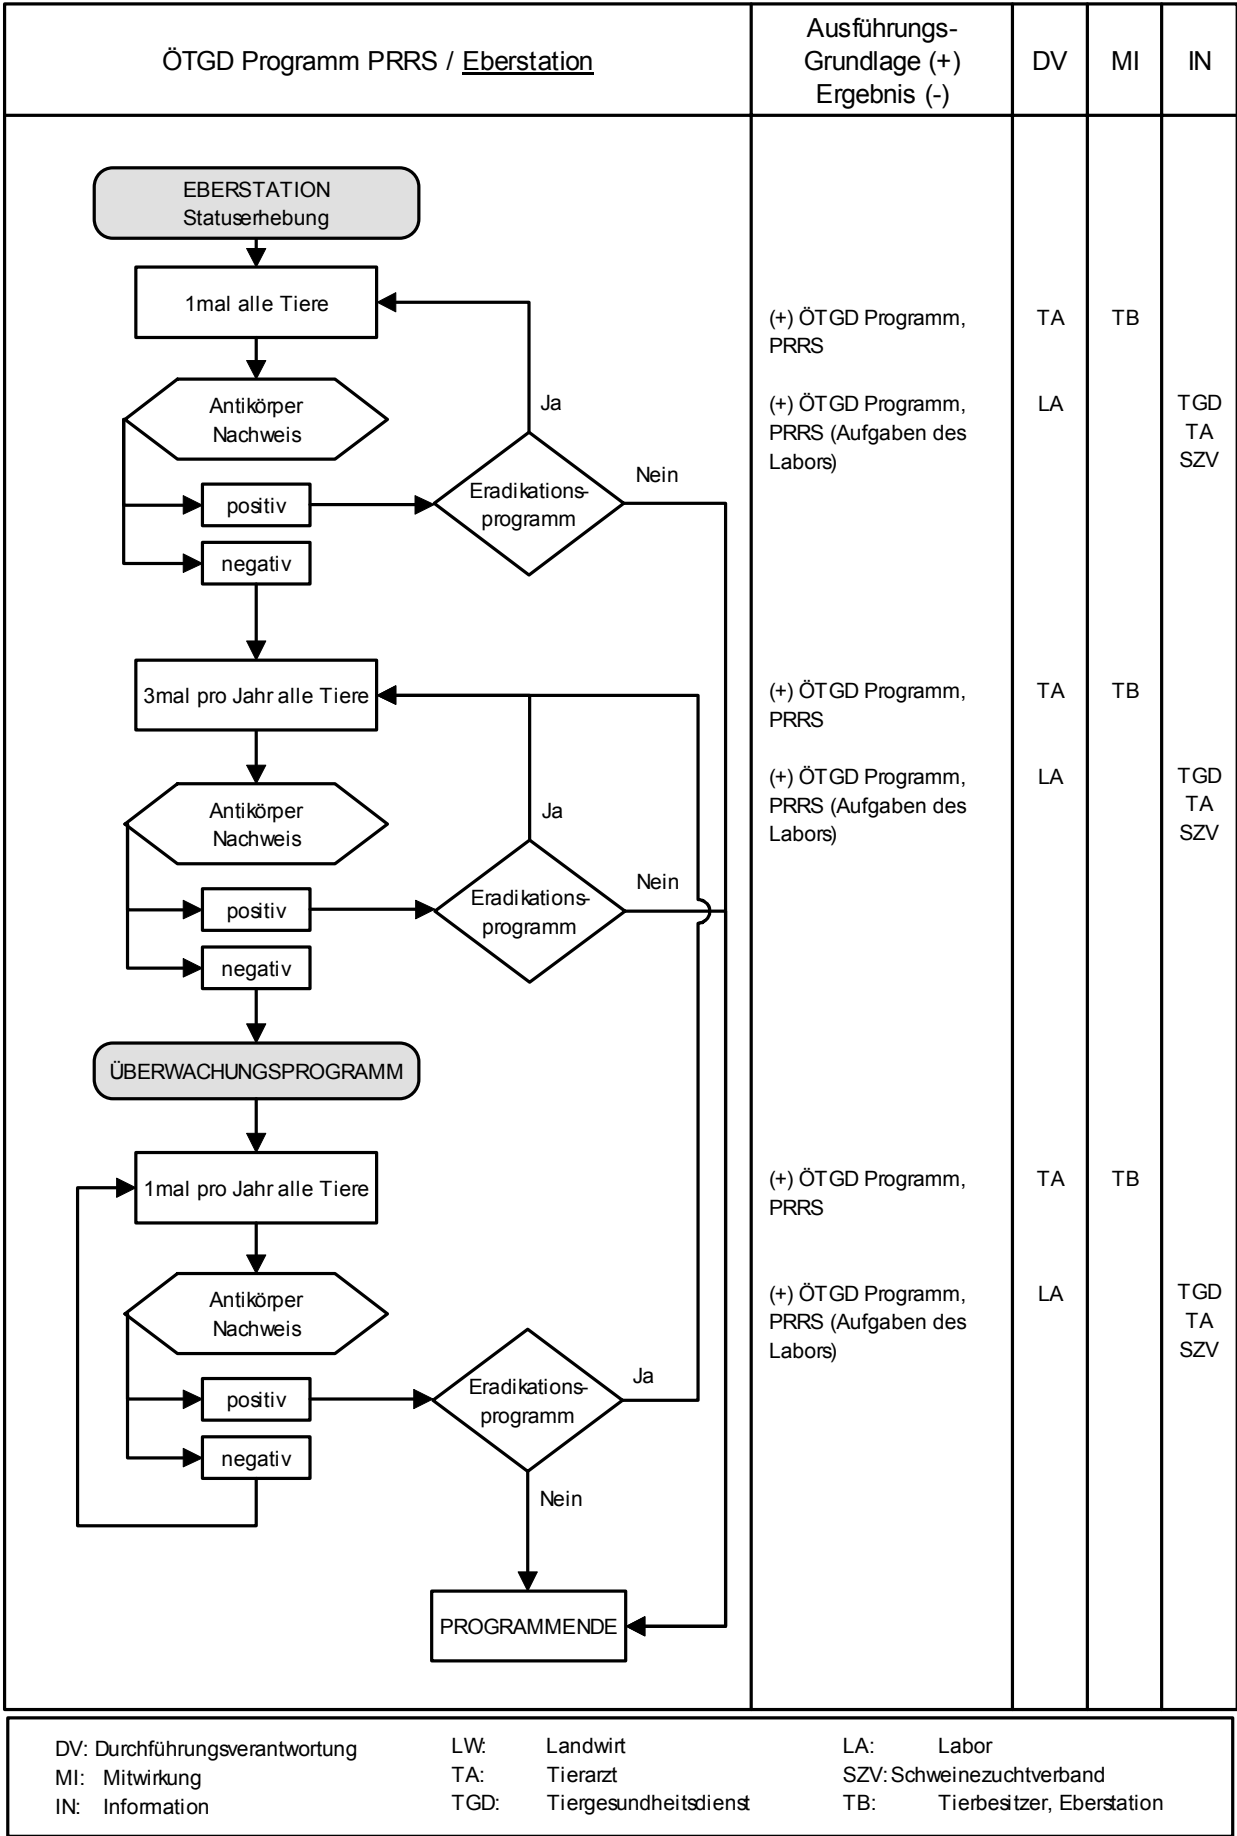 ÖTGD Programm PRRS / Eberstation
Ausführungs-
Grundlage (+)
Ergebnis (-)
DV
MI
IN
EBERSTATION
Statuserhebung
1mal alle Tiere
(+) ÖTGD Programm,
PRRS
TA
TB
Antikörper
Nachweis
Ja
(+) ÖTGD Programm,
PRRS (Aufgaben des
Labors)
LA
TGD
TA
SZV
Nein
positiv
Eradikations-
programm
negativ
3mal pro Jahr alle Tiere
(+) ÖTGD Programm,
PRRS
TA
TB
Antikörper
Nachweis
Ja
(+) ÖTGD Programm,
PRRS (Aufgaben des
Labors)
LA
TGD
TA
SZV
Nein
positiv
Eradikations-
programm
negativ
ÜBERWACHUNGSPROGRAMM
1mal pro Jahr alle Tiere
(+) ÖTGD Programm,
PRRS
TA
TB
Antikörper
Nachweis
(+) ÖTGD Programm,
PRRS (Aufgaben des
Labors)
LA
TGD
TA
SZV
Ja
positiv
Eradikations-
programm
negativ
Nein
PROGRAMMENDE
DV: Durchführungsverantwortung
MI: Mitwirkung
IN: Information
LW: Landwirt
TA: Tierarzt
TGD: Tiergesundheitsdienst
LA: Labor
SZV: Schweinezuchtverband
TB: Tierbesitzer, Eberstation